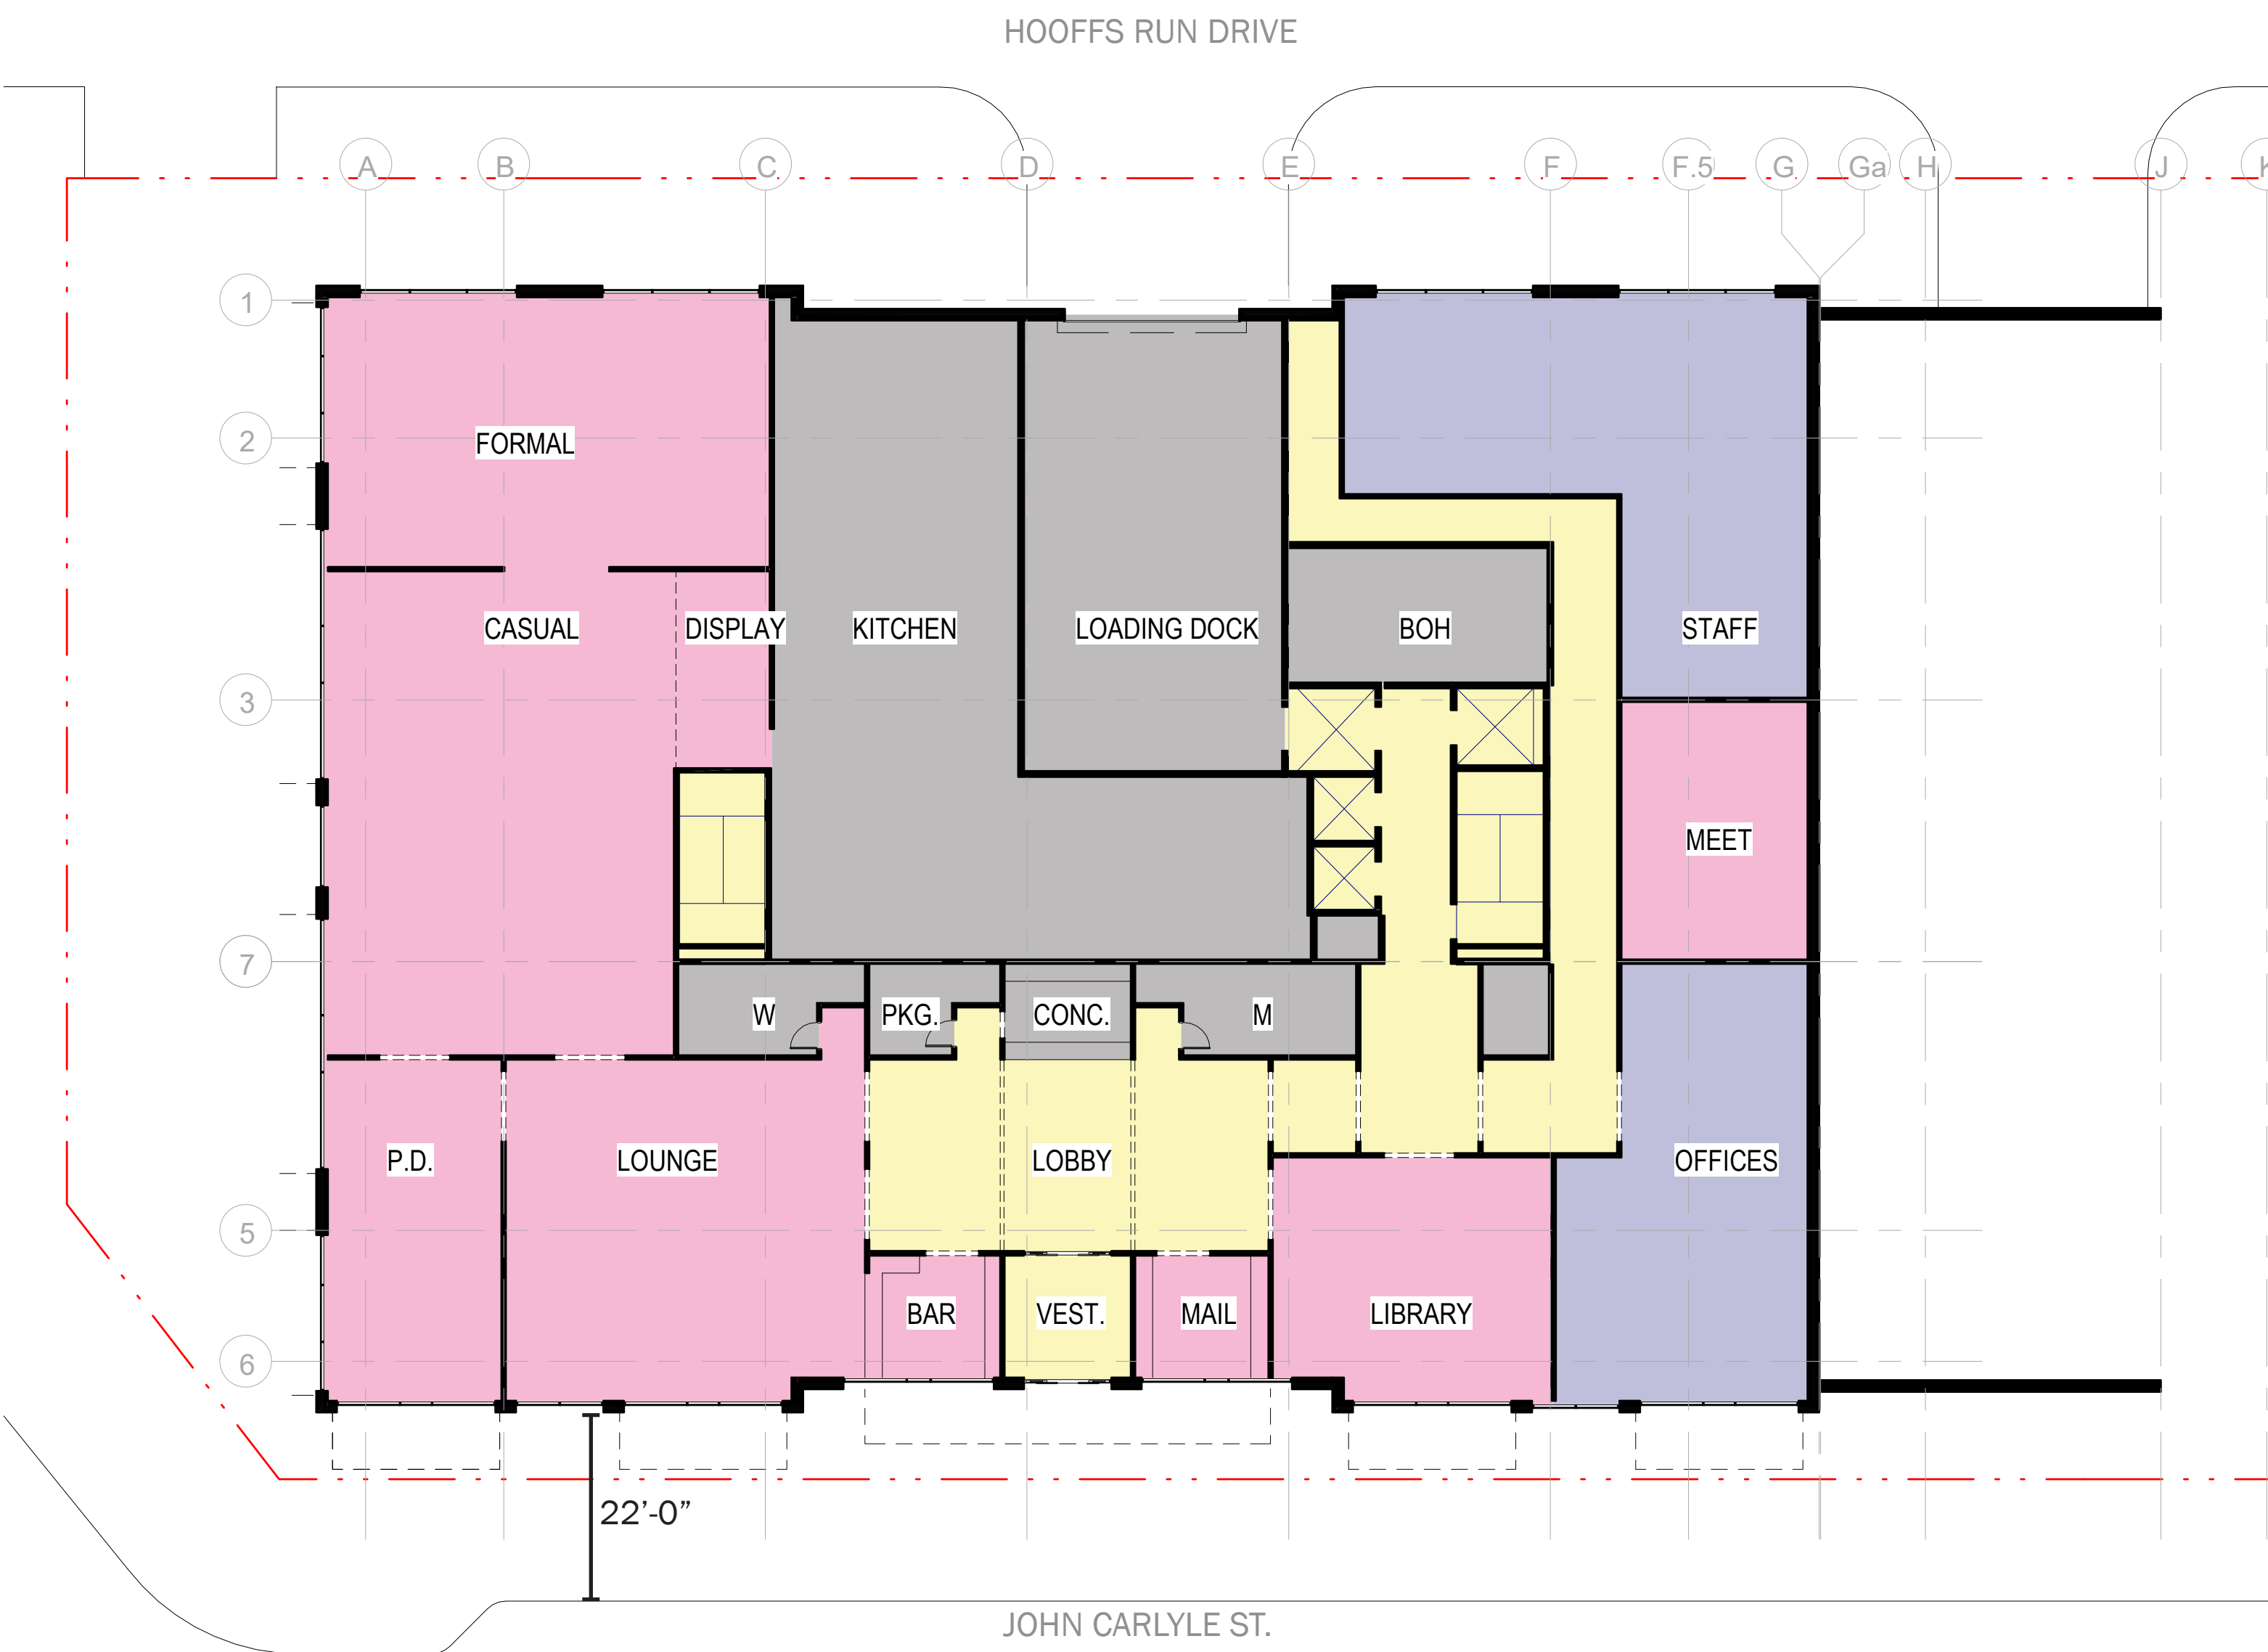 HOOFFS RUN DRIVE
A B C D E F F.5 G Ga H J K
1
2
FORMAL
CASUAL DISPLAY KITCHEN LOADING DOCK BOH STAFF
3
MEET
7
W PKG. CONC. M
P.D. LOUNGE LOBBY OFFICES
5
BAR VEST. MAIL LIBRARY
6
22'-0”
JOHN CARLYLE ST.